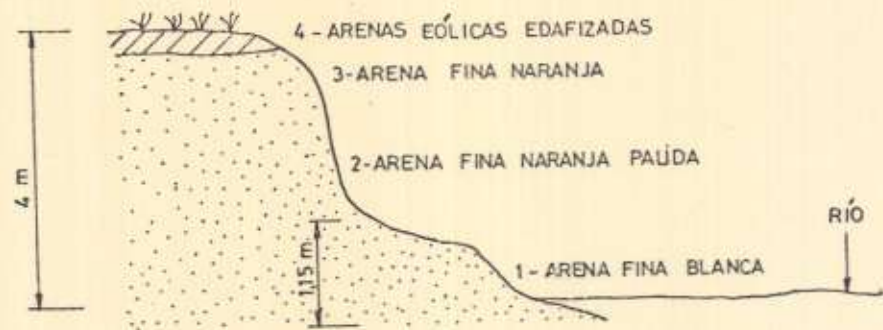 4-ARENAS EÓLICAS EDAFIZADAS
3-ARENA FINA NARANJA
2-ARENA FINA NARANJA PALIDA
4 m
RÍO
1,15 m.
1-ARENA FINA BLANCA